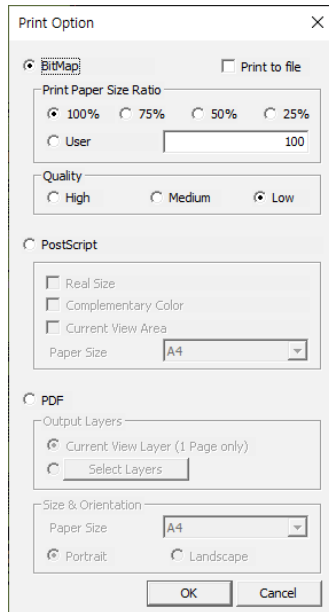 Print Option
BitMap Print to file
Print Paper Size Ratio
100% 75% 50% 25%
User 100
Quality
High Medium Low
PostScript
Real Size
Complementary Color
Current View Area
Paper Size A4
PDF
Output Layers
Current View Layer (1 Page only)
Select Layers
Size & Orientation
Paper Size A4
Portrait Landscape
OK Cancel